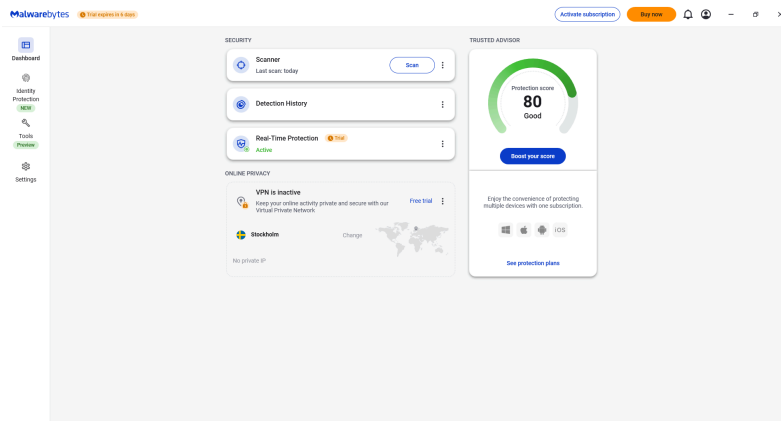 Malwarebytes
Trial expires in 6 days
Activate subscription
Buy now
Dashboard
Identity
Protection
NEW
Tools
Preview
Settings
SECURITY
Scanner
Last scan: today
Scan
Detection History
Real-Time Protection
Trial
Active
ONLINE PRIVACY
VPN is inactive
Keep your online activity private and secure with our
Virtual Private Network
Free trial
Stockholm
Change
No private IP
TRUSTED ADVISOR
Protection score
80
Good
Boost your score
Enjoy the convenience of protecting
multiple devices with one subscription.
iOS
See protection plans